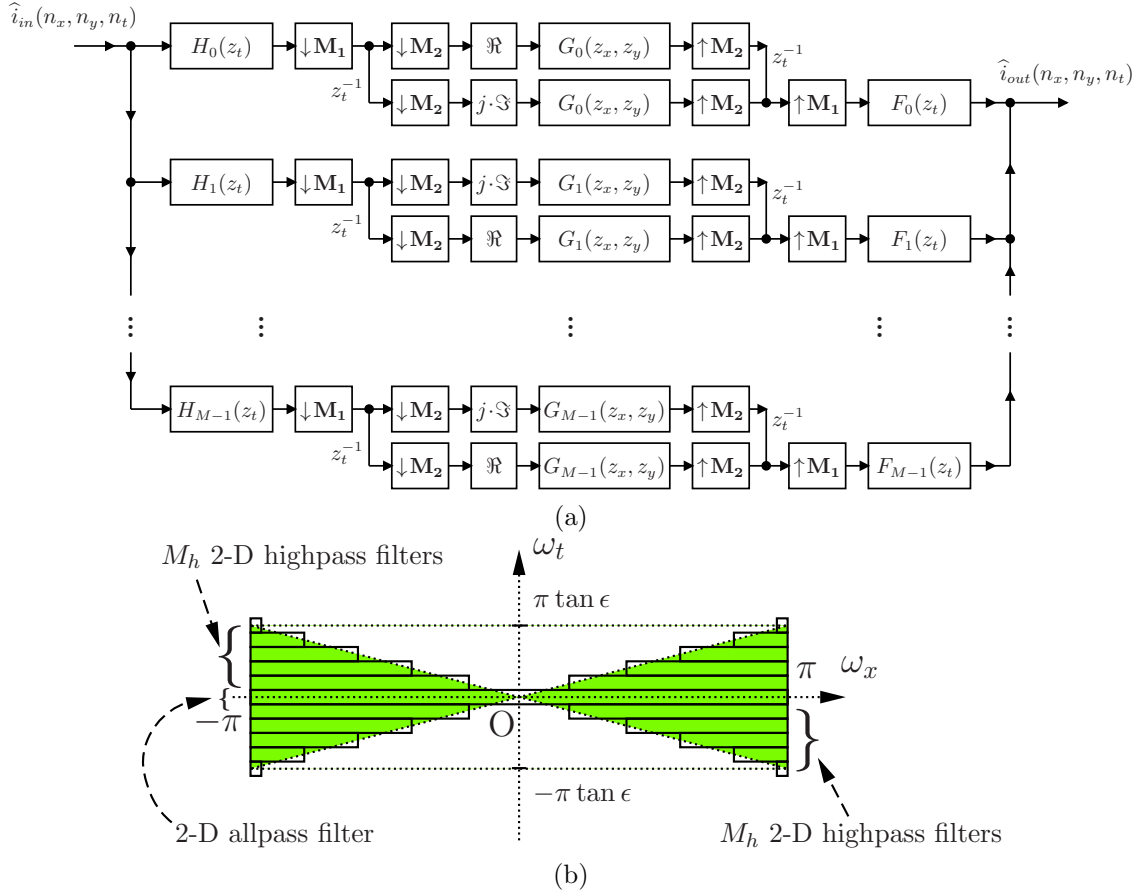 î_in(n_x, n_y, n_t)
H_0(z_t) ↓M_1 ↓M_2 ℜ G_0(z_x, z_y) ↑M_2
z_t^{-1} z_t^{-1} î_out(n_x, n_y, n_t)
↓M_2 j·ℑ G_0(z_x, z_y) ↑M_2 ↑M_1 F_0(z_t)
H_1(z_t) ↓M_1 ↓M_2 j·ℑ G_1(z_x, z_y) ↑M_2
z_t^{-1} z_t^{-1}
↓M_2 ℜ G_1(z_x, z_y) ↑M_2 ↑M_1 F_1(z_t)
⋮ ⋮ ⋮ ⋮ ⋮
H_{M−1}(z_t) ↓M_1 ↓M_2 j·ℑ G_{M−1}(z_x, z_y) ↑M_2
z_t^{-1} z_t^{-1}
↓M_2 ℜ G_{M−1}(z_x, z_y) ↑M_2 ↑M_1 F_{M−1}(z_t)
(a)
M_h 2-D highpass filters
ω_t
π tan ϵ
{
π ω_x
{
−π O
}
−π tan ϵ
2-D allpass filter
M_h 2-D highpass filters
(b)